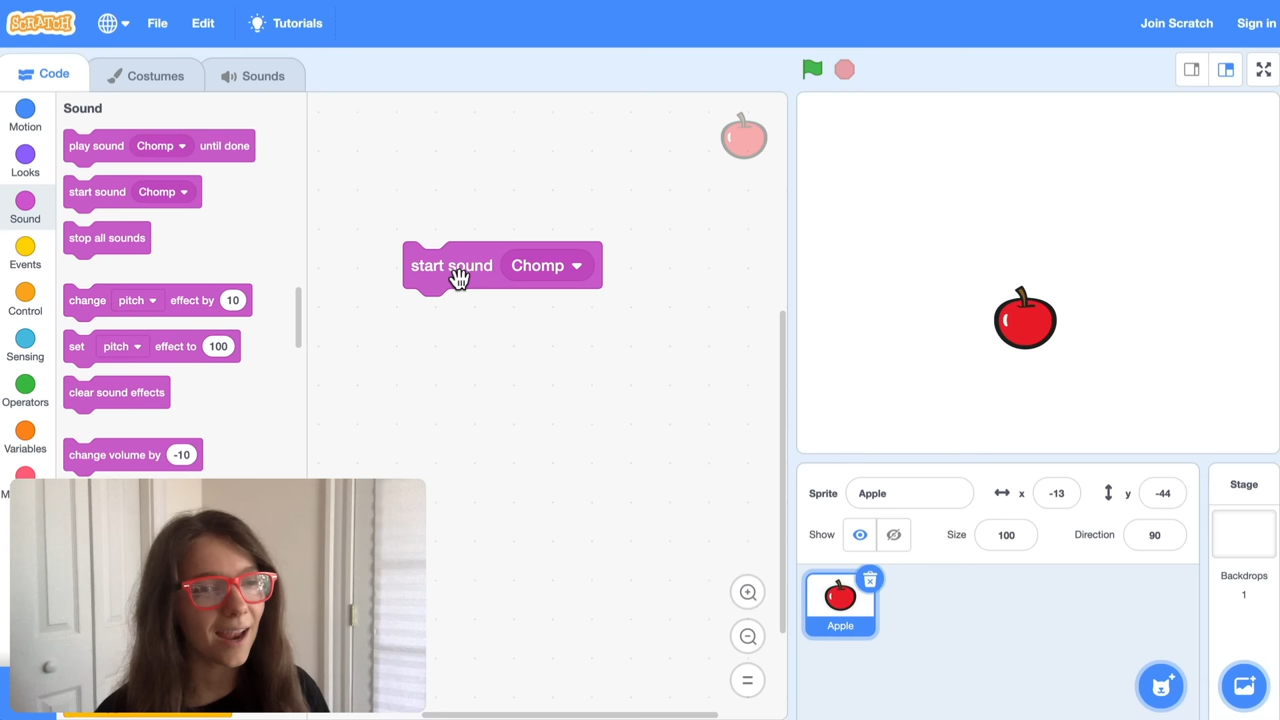 SCRATCH File Edit Tutorials Join Scratch Sign in
Code Costumes Sounds
Motion
Looks
Sound
Events
Control
Sensing
Operators
Variables
M
Sound
play sound Chomp until done
start sound Chomp
stop all sounds
change pitch effect by 10
set pitch effect to 100
clear sound effects
change volume by -10
start sound Chomp
Sprite Apple x -13 y -44
Show Size 100 Direction 90
Apple
Stage
Backdrops
1